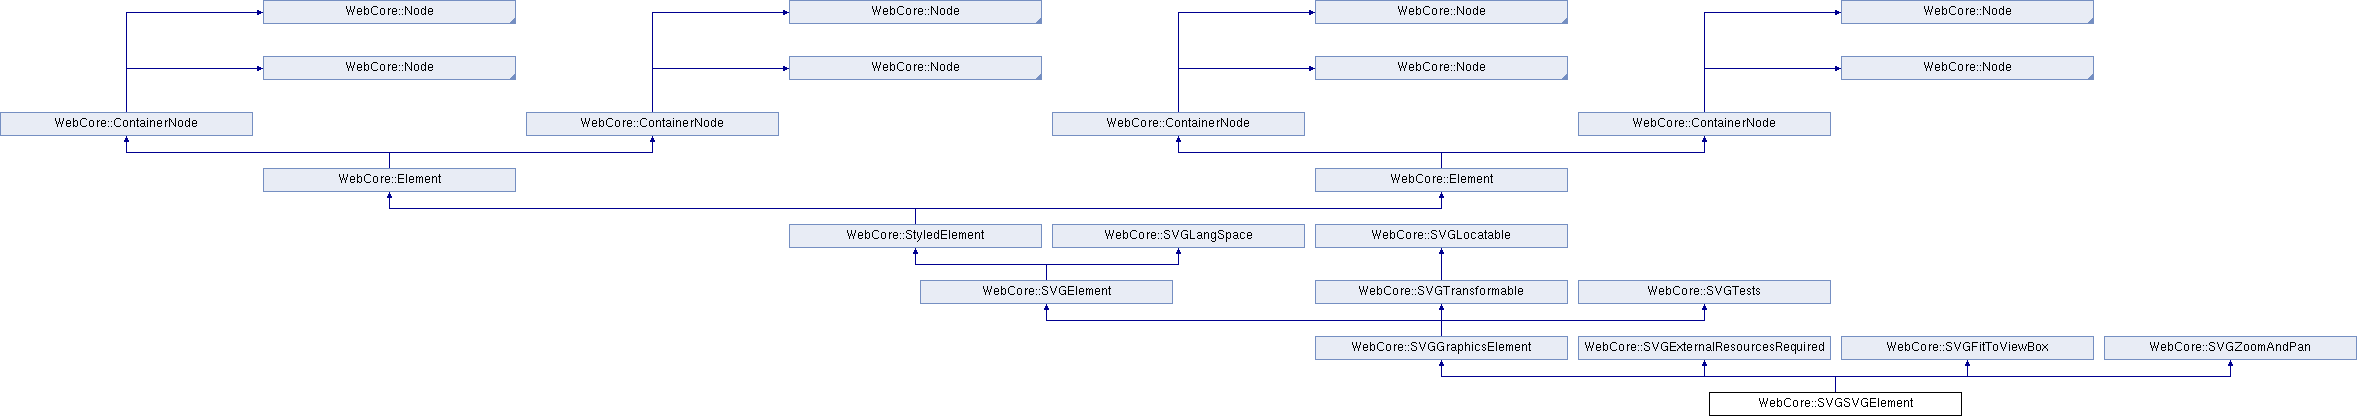 WebCore::Node
WebCore::Node
WebCore::Node
WebCore::Node
WebCore::Node
WebCore::Node
WebCore::Node
WebCore::Node
WebCore::ContainerNode
WebCore::ContainerNode
WebCore::ContainerNode
WebCore::ContainerNode
WebCore::Element
WebCore::Element
WebCore::StyledElement
WebCore::SVGLangSpace
WebCore::SVGLocatable
WebCore::SVGElement
WebCore::SVGTransformable
WebCore::SVGTests
WebCore::SVGGraphicsElement
WebCore::SVGExternalResourcesRequired
WebCore::SVGFitToViewBox
WebCore::SVGZoomAndPan
WebCore::SVGSVGElement